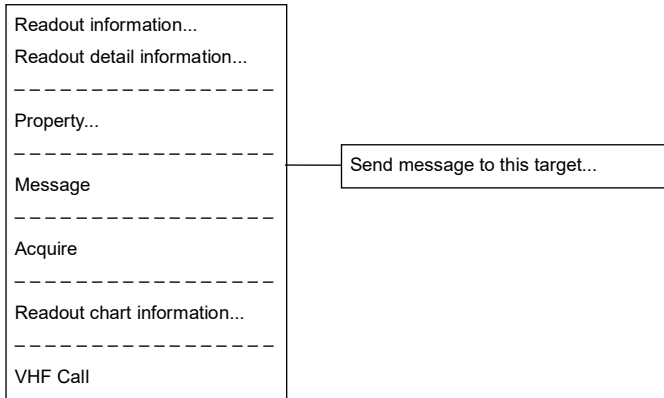 Readout information...
Readout detail information...
Property...
Message
Send message to this target...
Acquire
Readout chart information...
VHF Call